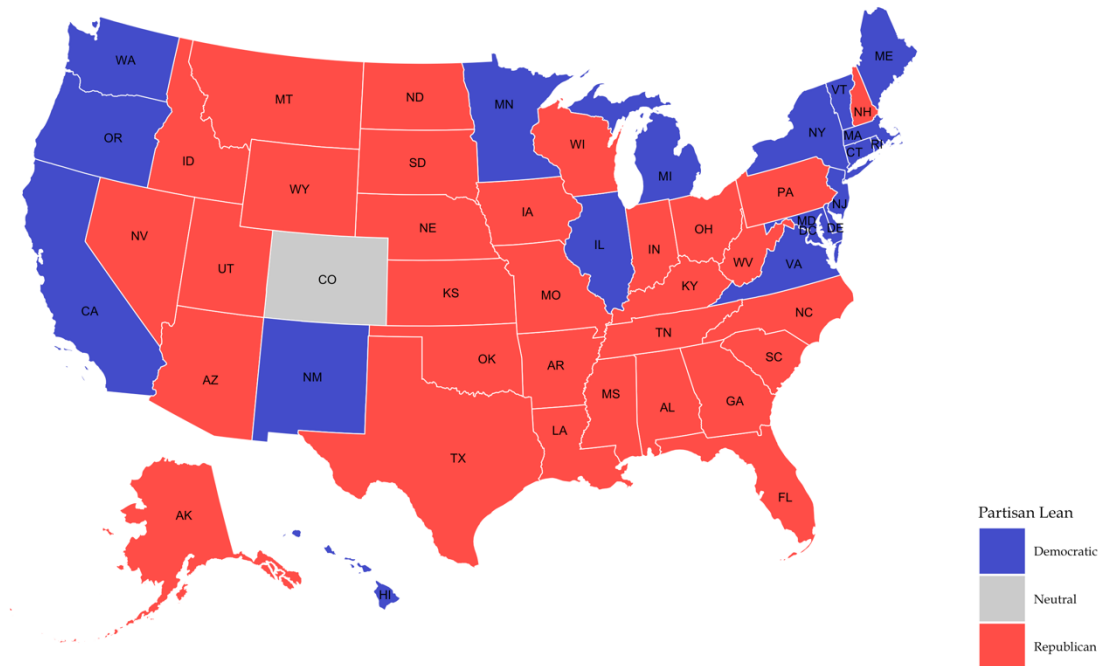 WA
ME
MT
ND
VT
MN
NH
OR
NY
MA
WI
RI
CT
ID
SD
MI
WY
PA
NJ
IA
MD
NE
OH
DE
DC
NV
IL
IN
WV
VA
UT
CO
KY
KS
MO
CA
NC
TN
SC
OK
AR
NM
AZ
MS
GA
AL
LA
TX
FL
AK
Partisan Lean
Democratic
HI
Neutral
Republican